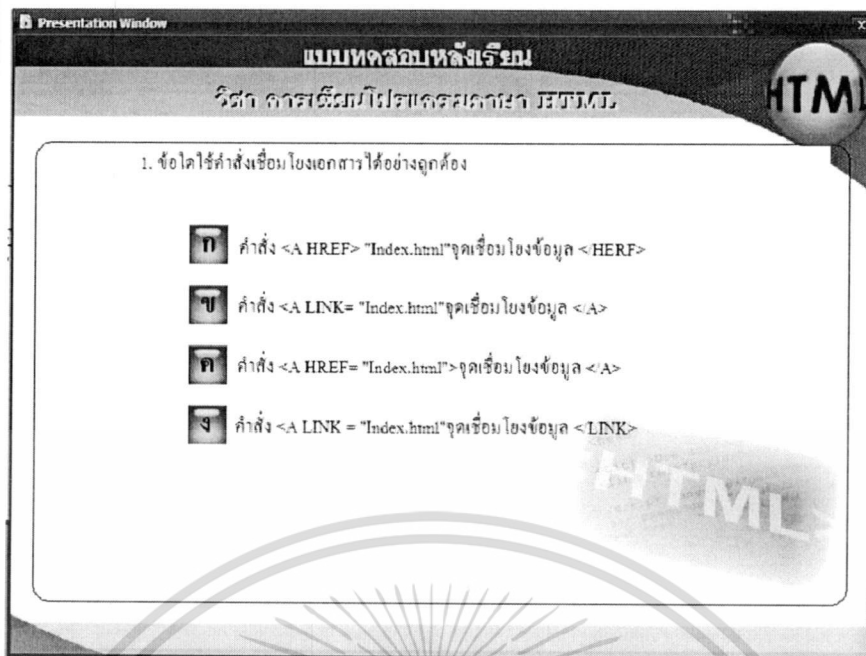 Presentation Window
แบบทดสอบหลังเรียน
วิชา การเขียนโปรแกรมภาษา HTML
HTML
1. ข้อใดใช้คำสั่งเชื่อมโยงเอกสารได้อย่างถูกต้อง
ก คำสั่ง <A HREF> "Index.html"จุดเชื่อมโยงข้อมูล </HERF>
ข คำสั่ง <A LINK= "Index.html"จุดเชื่อมโยงข้อมูล </A>
ค คำสั่ง <A HREF= "Index.html">จุดเชื่อมโยงข้อมูล </A>
ง คำสั่ง <A LINK = "Index.html"จุดเชื่อมโยงข้อมูล </LINK>
HTML>